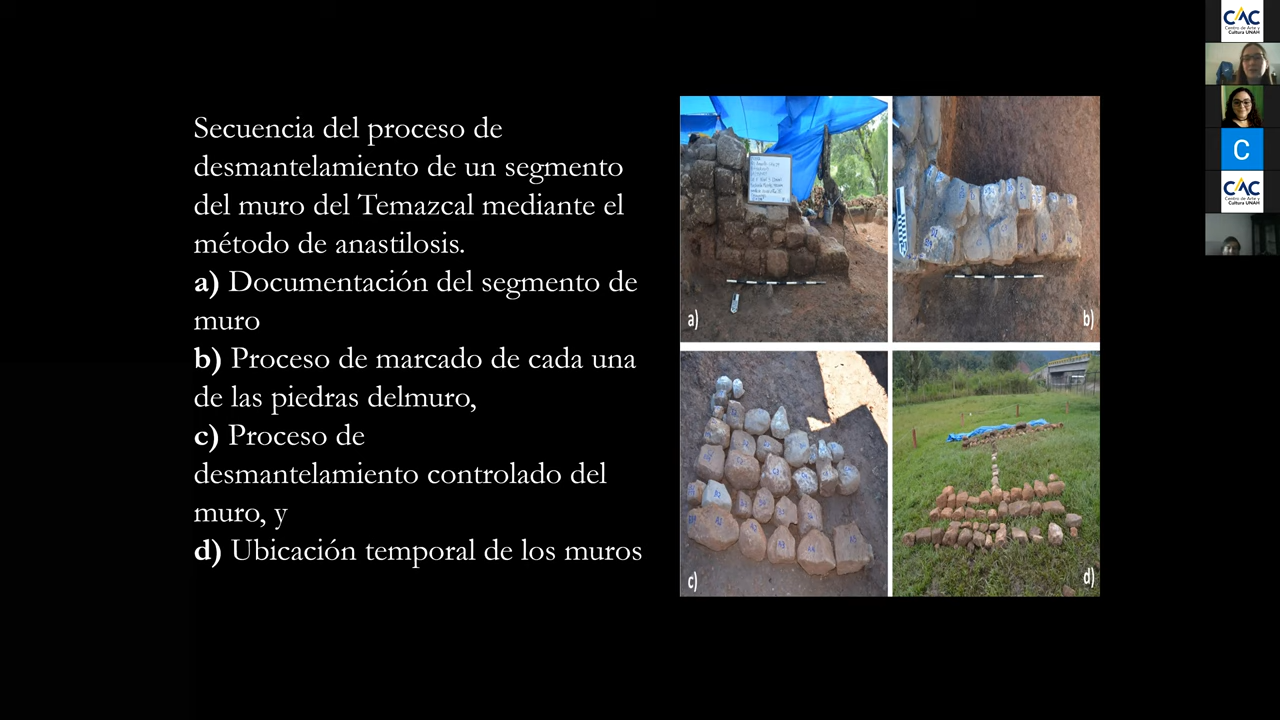 Secuencia del proceso de
desmantelamiento de un segmento
del muro del Temazcal mediante el
método de anastilosis.
a) Documentación del segmento de
muro
b) Proceso de marcado de cada una
de las piedras delmuro,
c) Proceso de
desmantelamiento controlado del
muro, y
d) Ubicación temporal de los muros
a)
b)
c)
d)
CAC
Centro de Arte y
Cultura UNAH
C
CAC
Centro de Arte y
Cultura UNAH